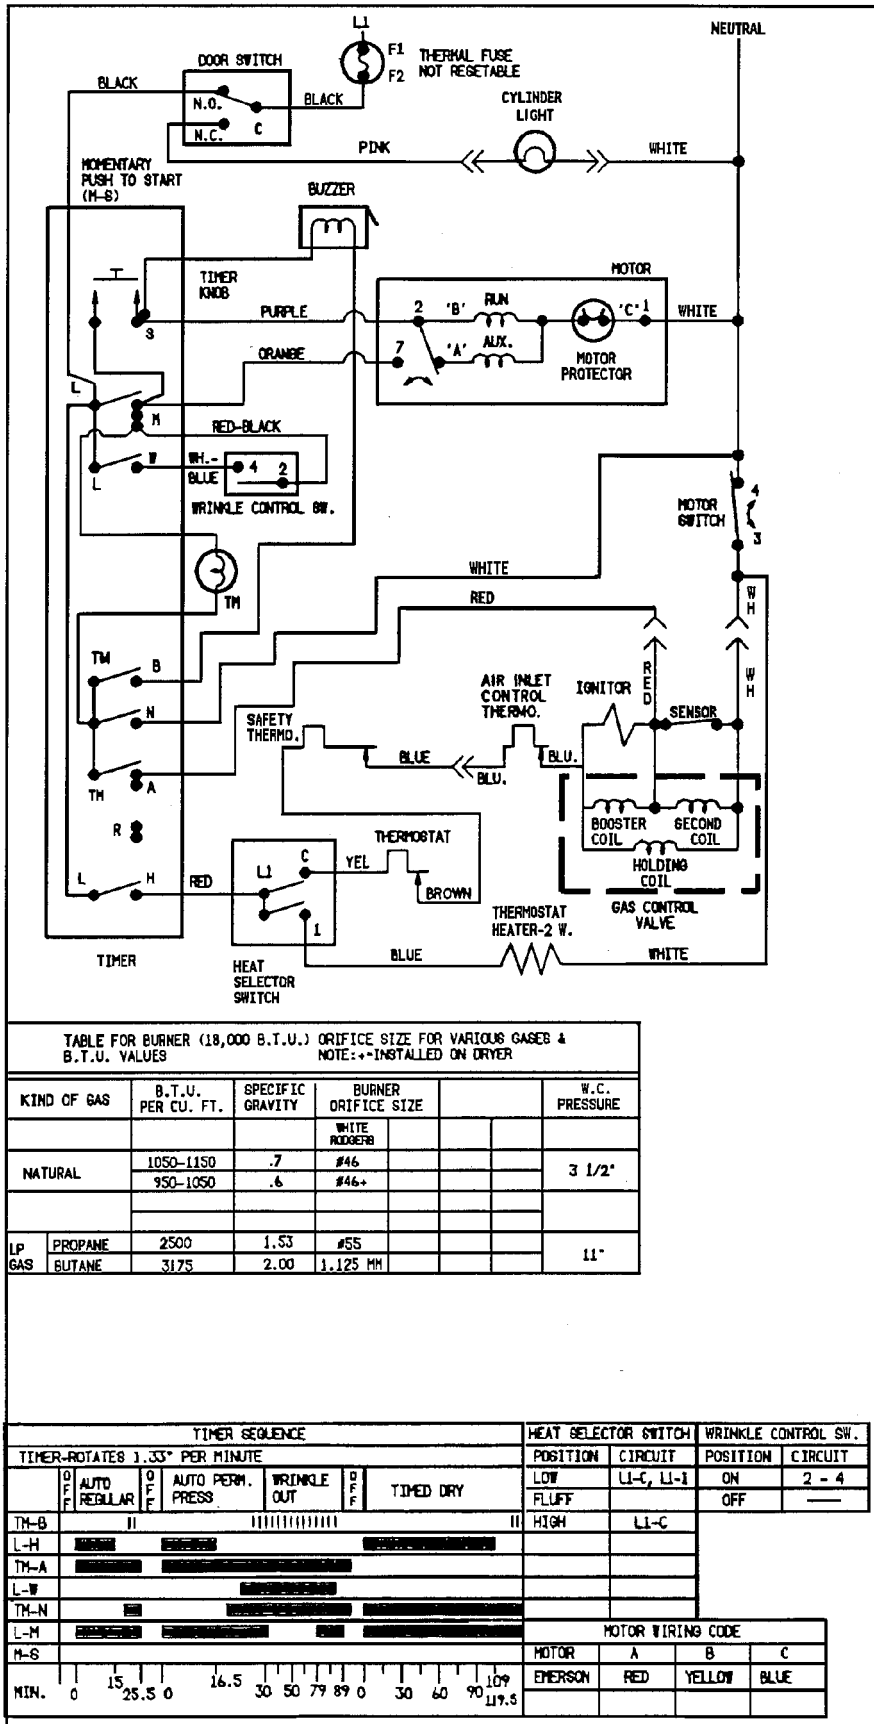 L1
NEUTRAL
F1
THERMAL FUSE
NOT RESETABLE
F2
DOOR SWITCH
BLACK
N.O.
BLACK
N.C.
C
CYLINDER
LIGHT
PINK
WHITE
MOMENTARY
PUSH TO START
(M-S)
BUZZER
TIMER
KNOB
MOTOR
S
PURPLE
2
'B'
RUN
'C'
1
WHITE
ORANGE
7
'A'
AUX.
MOTOR
PROTECTOR
L
M
RED-BLACK
W
WH.-
BLUE
4
2
L
WRINKLE CONTROL SW.
MOTOR
SWITCH
4
3
TM
WHITE
RED
WH
TM
B
N
SAFETY
THERMO.
AIR INLET
CONTROL
THERMO.
IGNITOR
RED
WH
SENSOR
BLUE
BLU.
BLU.
TM
A
R
BOOSTER
COIL
SECOND
COIL
HOLDING
COIL
GAS CONTROL
VALVE
L
H
RED
L1
C
YEL
THERMOSTAT
BROWN
1
BLUE
THERMOSTAT
HEATER-2 W.
WHITE
TIMER
HEAT
SELECTOR
SWITCH
TABLE FOR BURNER (18,000 B.T.U.) ORIFICE SIZE FOR VARIOUS GASES &
B.T.U. VALUES NOTE:+-INSTALLED ON DRYER
KIND OF GAS
B.T.U.
PER CU. FT.
SPECIFIC
GRAVITY
BURNER
ORIFICE SIZE
W.C.
PRESSURE
WHITE
RODGERS
NATURAL
1050-1150 .7 #46
950-1050 .6 #46+
3 1/2"
LP
GAS
PROPANE 2500 1.53 #55
BUTANE 3175 2.00 1.125 MM
11"
TIMER SEQUENCE
TIMER-ROTATES 1.33° PER MINUTE
OFF
AUTO
REGULAR
OFF
AUTO PERM.
PRESS
WRINKLE
OUT
OFF
TIMED DRY
TM-B
L-H
TM-A
L-W
TM-N
L-M
M-S
MIN. 0 15 25.5 0 16.5 30 50 79 89 0 30 60 90 109 119.5
HEAT SELECTOR SWITCH
POSITION CIRCUIT
LOW L1-C, L1-1
FLUFF
HIGH L1-C
WRINKLE CONTROL SW.
POSITION CIRCUIT
ON 2 - 4
OFF —
MOTOR WIRING CODE
MOTOR A B C
EMERSON RED YELLOW BLUE